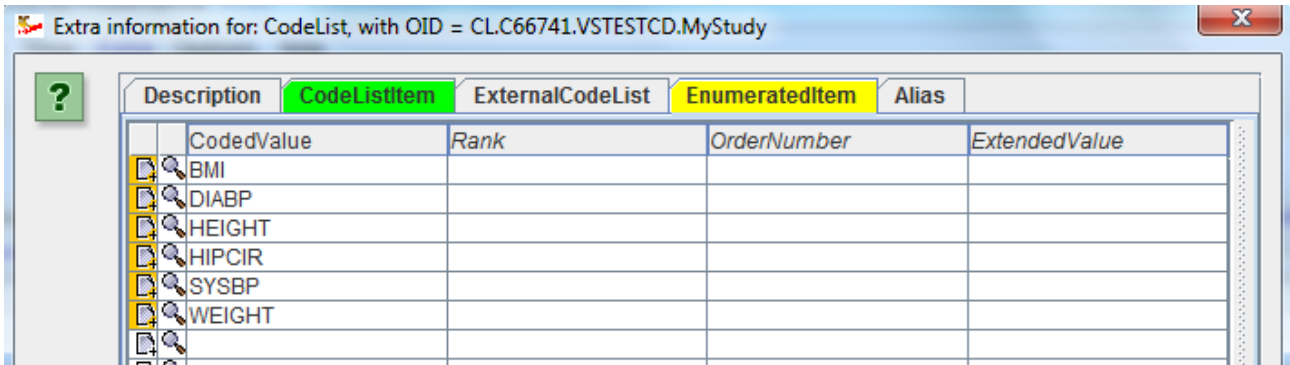 Extra information for: CodeList, with OID = CL.C66741.VSTESTCD.MyStudy
?
Description CodeListItem ExternalCodeList EnumeratedItem Alias
CodedValue Rank OrderNumber ExtendedValue
BMI
DIABP
HEIGHT
HIPCIR
SYSBP
WEIGHT